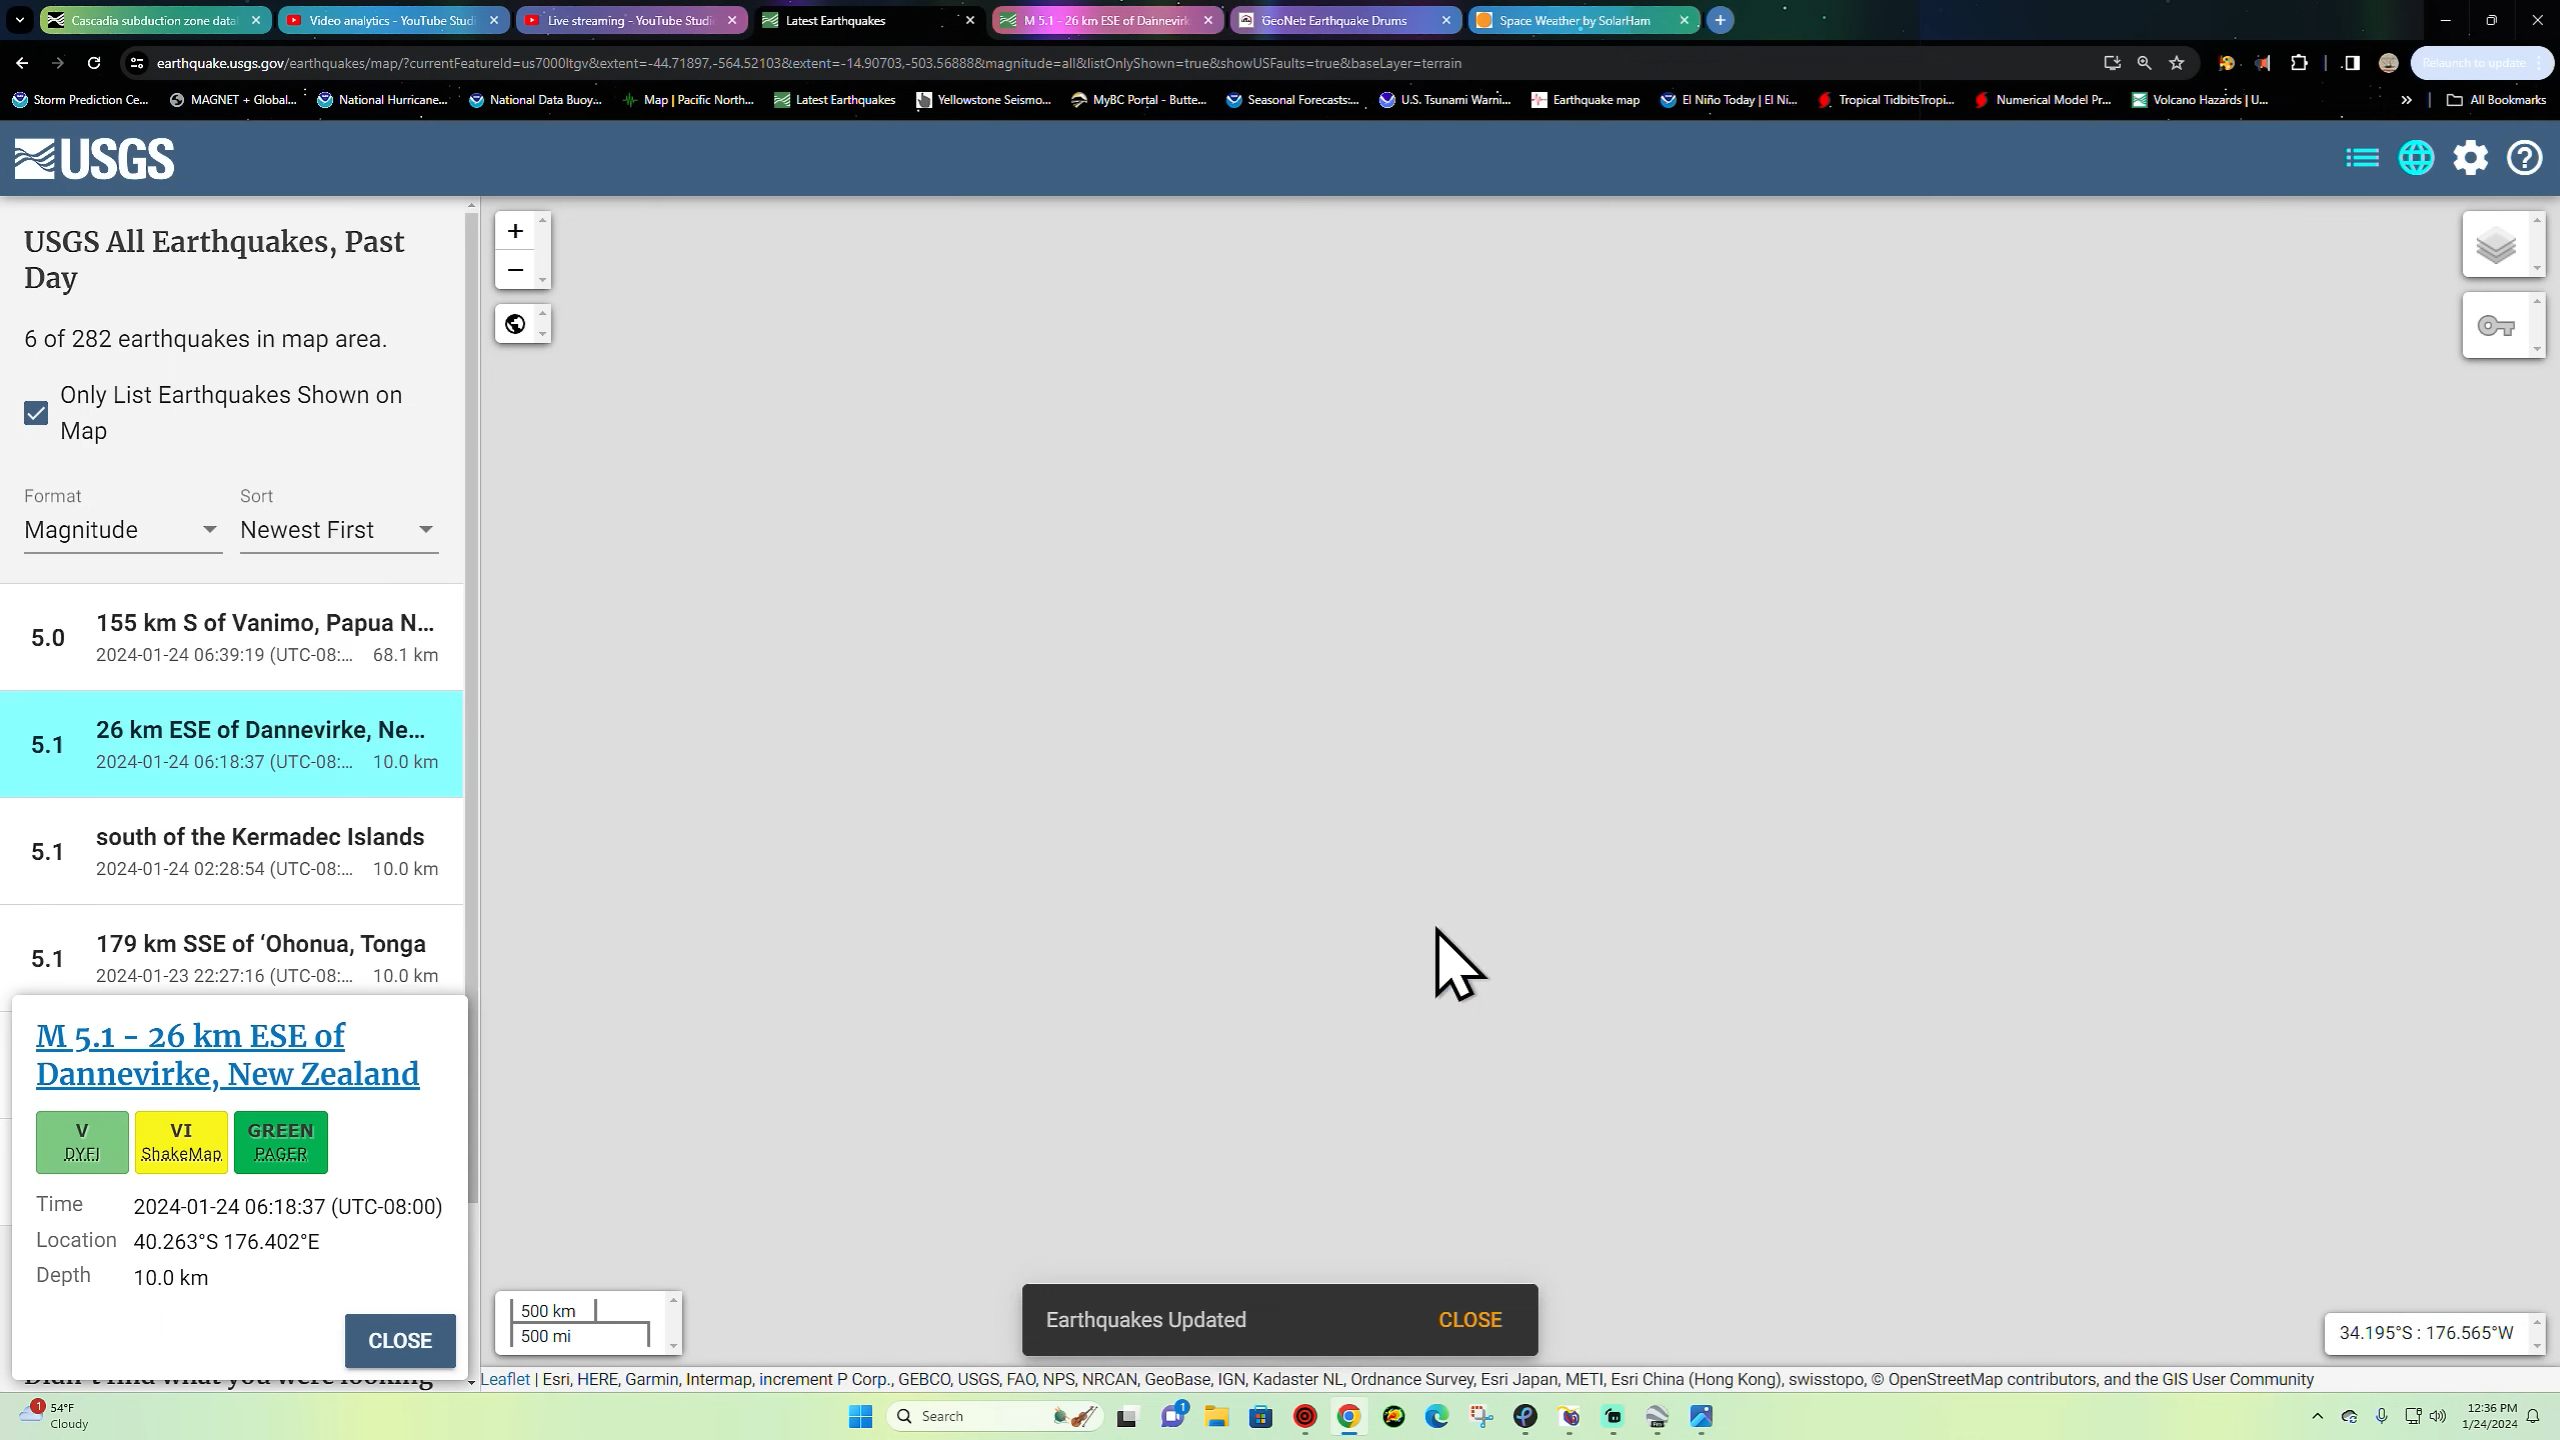 Cascadia subduction zone data
Video analytics - YouTube Studi
Live streaming - YouTube Studi
Latest Earthquakes
M 5.1 - 26 km ESE of Dannevirk
GeoNet: Earthquake Drums
Space Weather by SolarHam
earthquake.usgs.gov/earthquakes/map/?currentFeatureId=us7000ltgv&extent=-44.71897,-564.52103&extent=-14.90703,-503.56888&magnitude=all&listOnlyShown=true&showUSFaults=true&baseLayer=terrain
Relaunch to update
Storm Prediction Ce...
MAGNET + Global...
National Hurricane...
National Data Buoy...
Map | Pacific North...
Latest Earthquakes
Yellowstone Seismo...
MyBC Portal - Butte...
Seasonal Forecasts:...
U.S. Tsunami Warni...
Earthquake map
El Niño Today | El Ni...
Tropical TidbitsTropi...
Numerical Model Pr...
Volcano Hazards | U...
All Bookmarks
USGS
USGS All Earthquakes, Past
Day
6 of 282 earthquakes in map area.
Only List Earthquakes Shown on
Map
Format
Sort
Magnitude
Newest First
5.0
155 km S of Vanimo, Papua N...
2024-01-24 06:39:19 (UTC-08:... 68.1 km
5.1
26 km ESE of Dannevirke, Ne...
2024-01-24 06:18:37 (UTC-08:... 10.0 km
5.1
south of the Kermadec Islands
2024-01-24 02:28:54 (UTC-08:... 10.0 km
5.1
179 km SSE of ‘Ohonua, Tonga
2024-01-23 22:27:16 (UTC-08:... 10.0 km
M 5.1 - 26 km ESE of
Dannevirke, New Zealand
V
DYFI
VI
ShakeMap
GREEN
PAGER
Time 2024-01-24 06:18:37 (UTC-08:00)
Location 40.263°S 176.402°E
Depth 10.0 km
CLOSE
Didn't find what you were looking
+
−
500 km
500 mi
Earthquakes Updated CLOSE
34.195°S : 176.565°W
Leaflet | Esri, HERE, Garmin, Intermap, increment P Corp., GEBCO, USGS, FAO, NPS, NRCAN, GeoBase, IGN, Kadaster NL, Ordnance Survey, Esri Japan, METI, Esri China (Hong Kong), swisstopo, © OpenStreetMap contributors, and the GIS User Community
1
54°F
Cloudy
Search
1
12:36 PM
1/24/2024